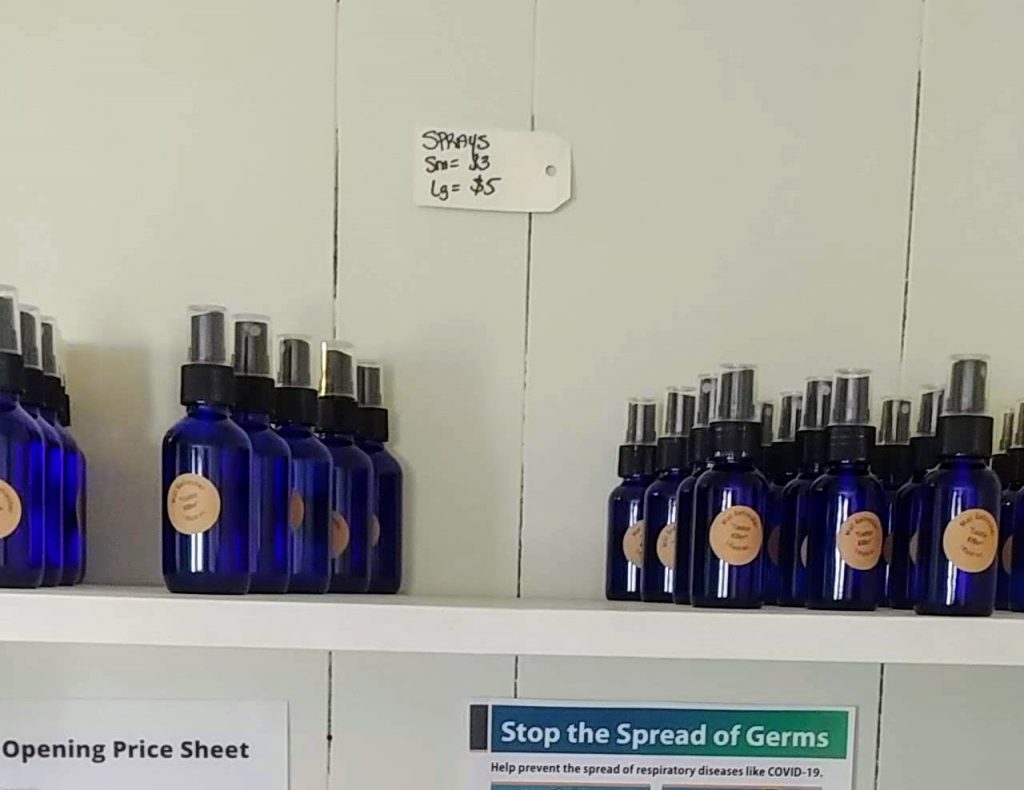 SPRAYS
Sm= $3
Lg= $5
Opening Price Sheet
Stop the Spread of Germs
Help prevent the spread of respiratory diseases like COVID-19.